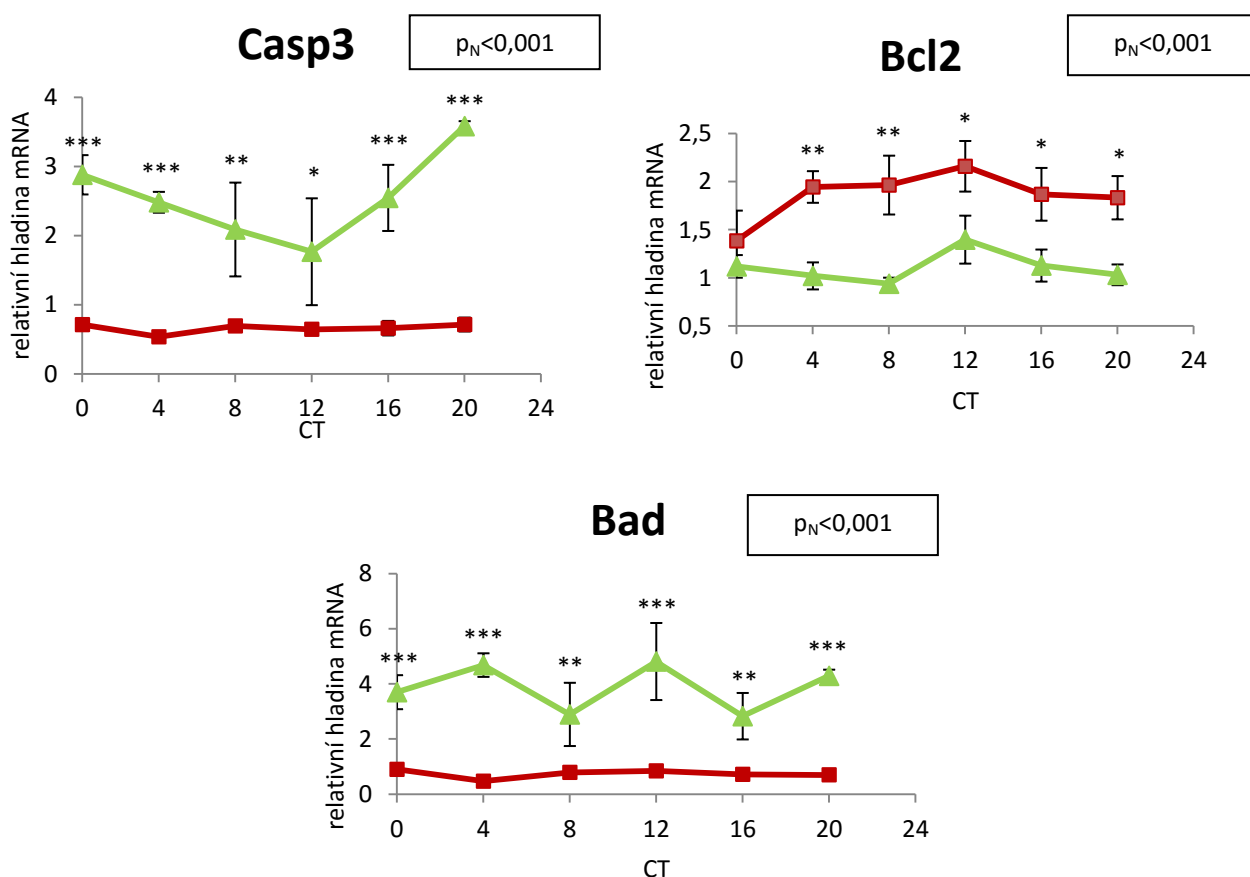 Casp3
p_N<0,001
relativní hladina mRNA
4
3
2
1
0
***
***
**
*
***
***
0 4 8 12 16 20 24
CT
Bcl2
p_N<0,001
relativní hladina mRNA
2,5
2
1,5
1
0,5
**
**
*
*
*
0 4 8 12 16 20 24
CT
Bad
p_N<0,001
relativní hladina mRNA
8
6
4
2
0
***
***
**
***
**
***
0 4 8 12 16 20 24
CT